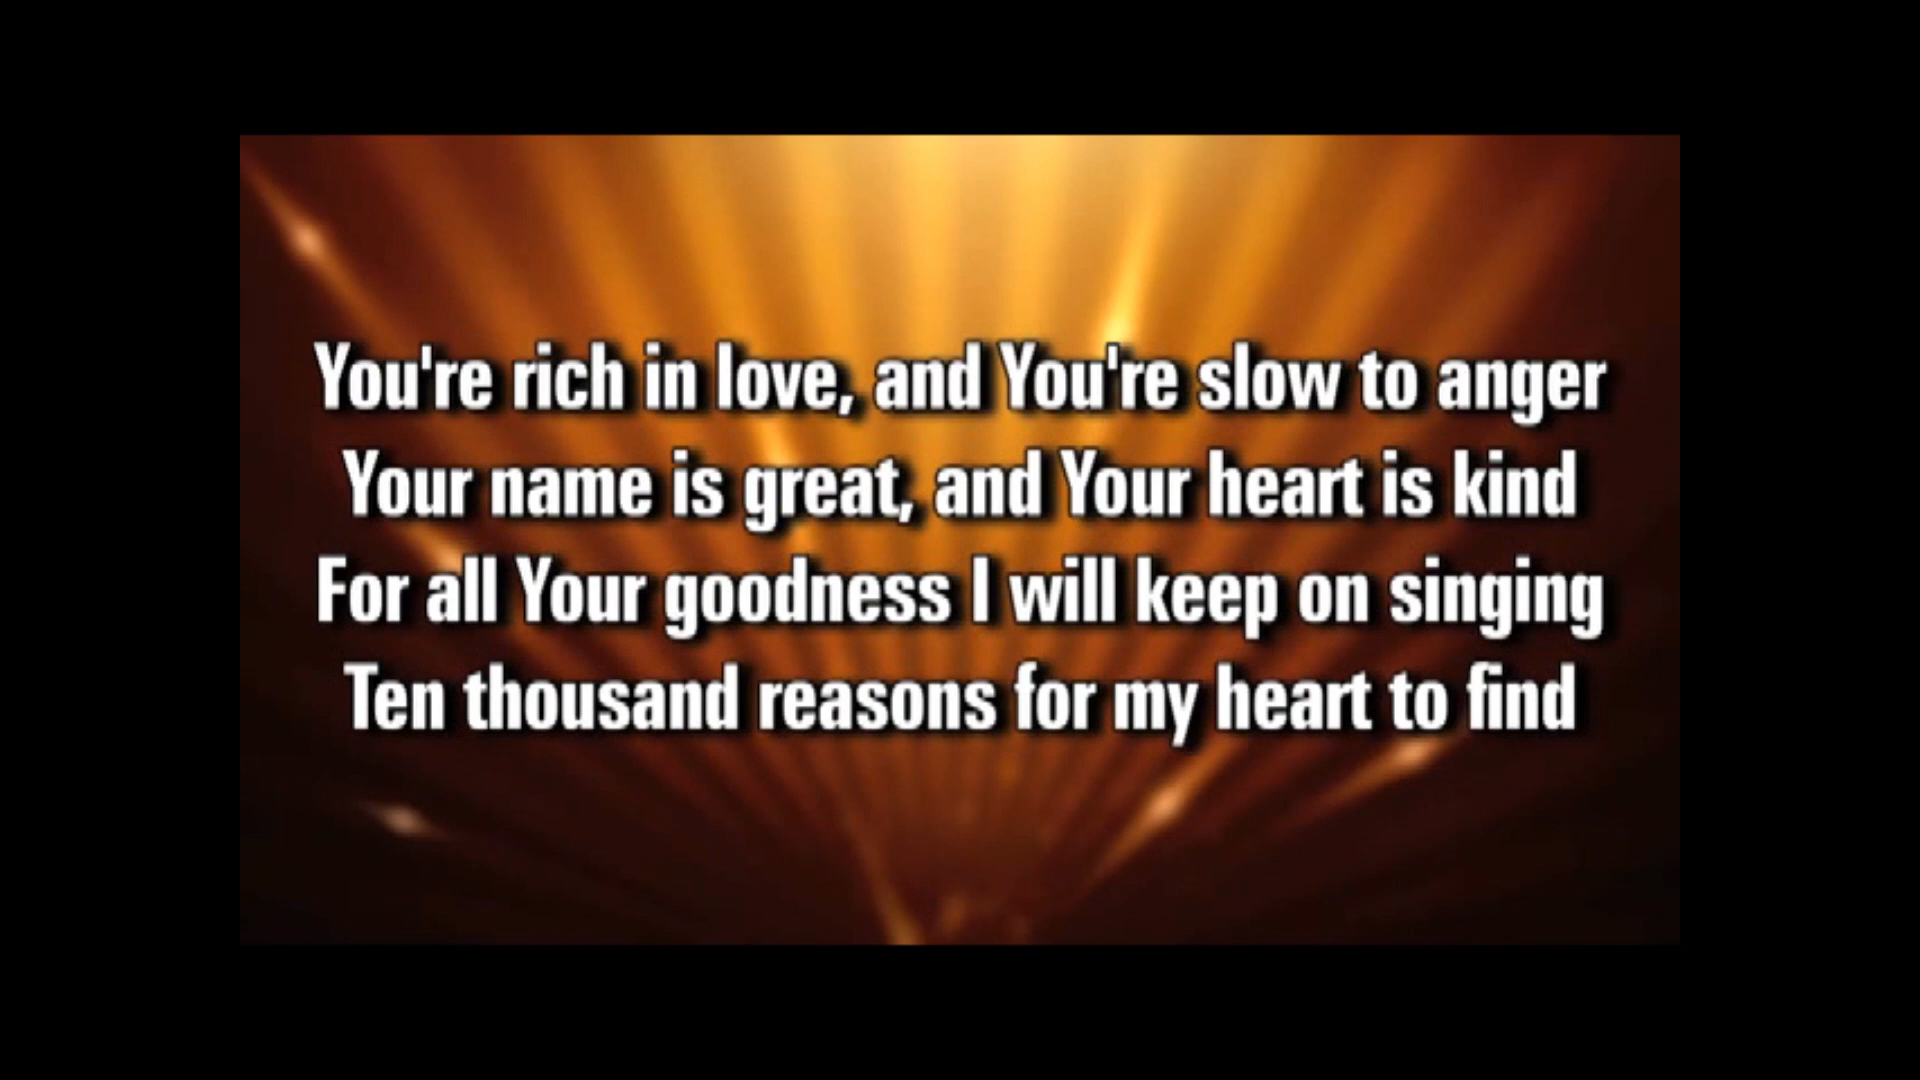 You're rich in love, and You're slow to anger
Your name is great, and Your heart is kind
For all Your goodness I will keep on singing
Ten thousand reasons for my heart to find